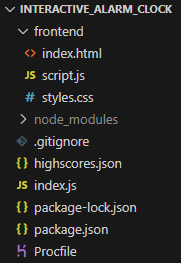 INTERACTIVE_ALARM_CLOCK
frontend
<> index.html
JS script.js
# styles.css
node_modules
.gitignore
{} highscores.json
JS index.js
{} package-lock.json
{} package.json
Procfile